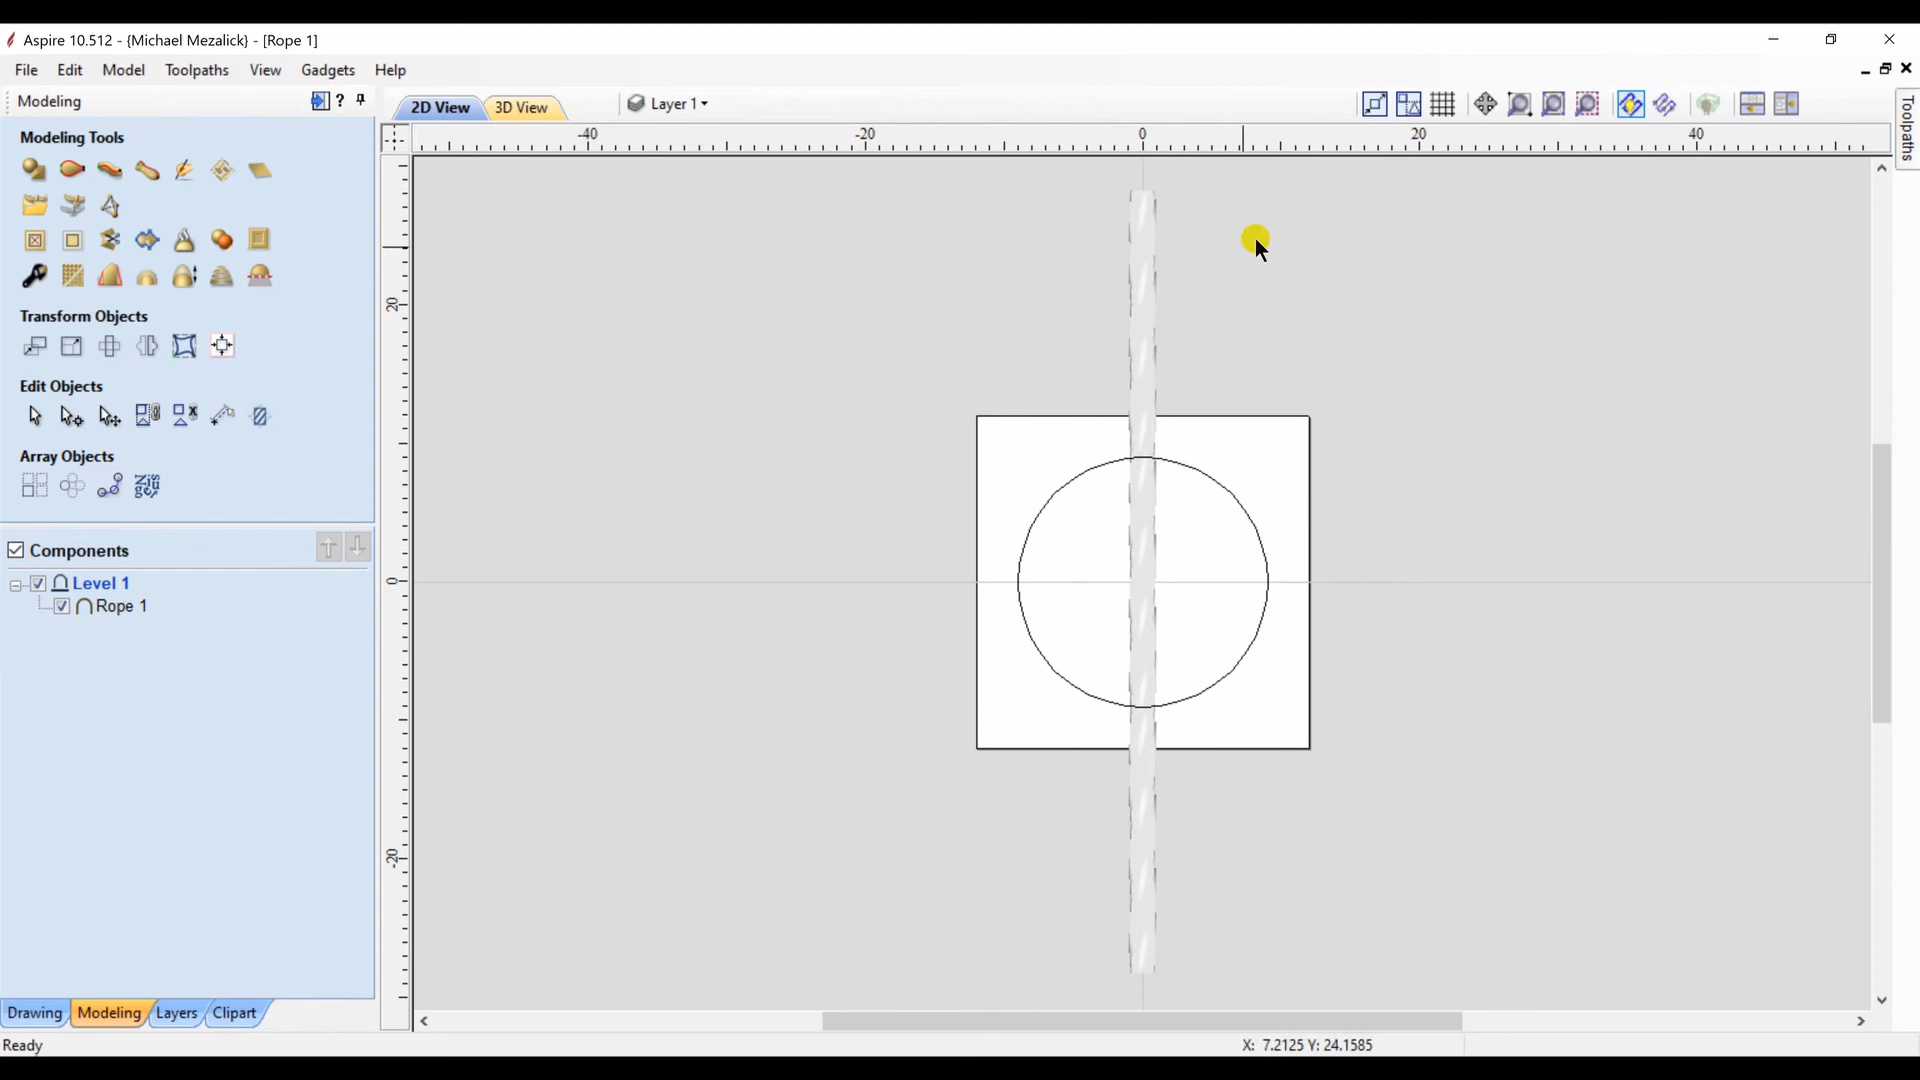 Aspire 10.512 - {Michael Mezalick} - [Rope 1]
File Edit Model Toolpaths View Gadgets Help
Modeling
?
2D View
3D View
Layer 1
Toolpaths
-40 -20 0 20 40
Modeling Tools
20
0
-20
Transform Objects
Edit Objects
Array Objects
Components
Level 1
Rope 1
Drawing Modeling Layers Clipart
Ready
X: 7.2125 Y: 24.1585